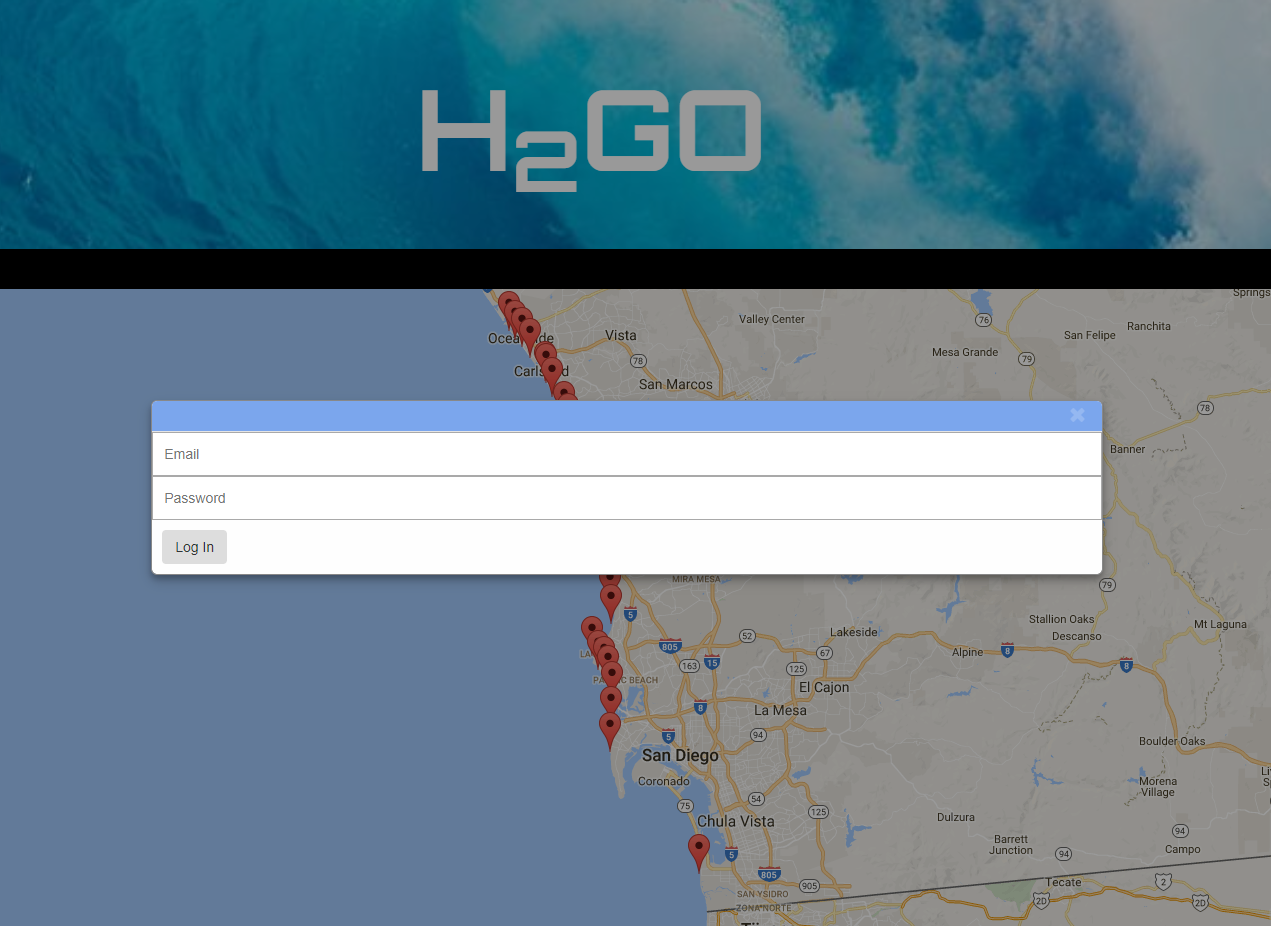 H2GO
Springs
Valley Center
76
Ranchita
San Felipe
Vista
Oceanside
Mesa Grande
79
78
Carlsbad
San Marcos
78
Banner
✖
Email
Password
Log In
MIRA MESA
79
5
Stallion Oaks
Mt Laguna
Lakeside
52
Descanso
805
67
Alpine
8
163
15
125
8
PACIFIC BEACH
El Cajon
8
La Mesa
5
94
Boulder Oaks
San Diego
Coronado
Morena
Village
54
75
125
Dulzura
Chula Vista
94
Barrett
Junction
Campo
5
94
805
905
Tecate
2
SAN YSIDRO
2D
2D
ZONA NORTE